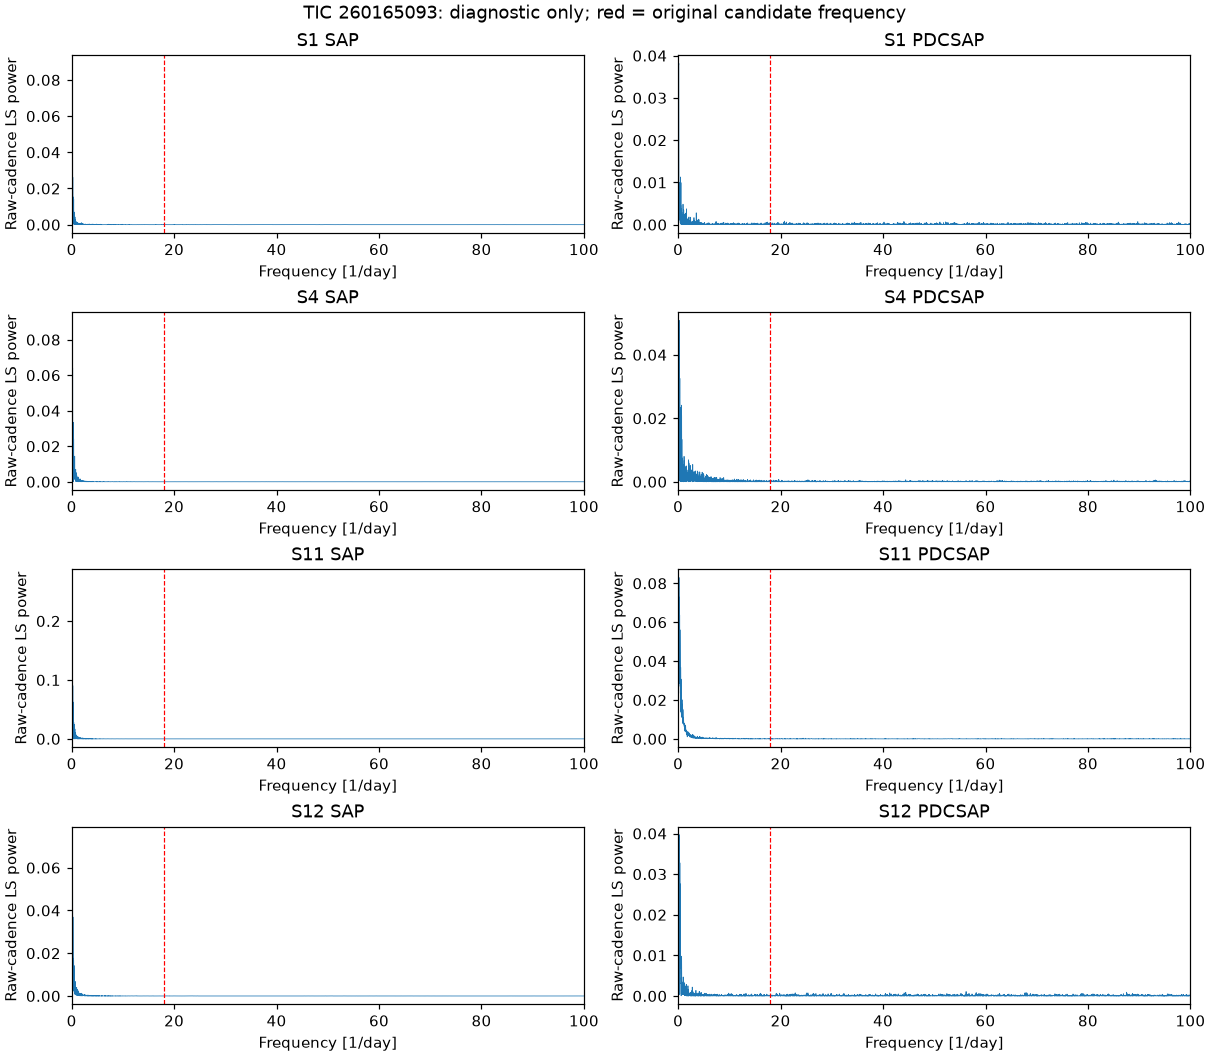 TIC 260165093: diagnostic only; red = original candidate frequency
S1 SAP
Raw-cadence LS power
0.08
0.06
0.04
0.02
0.00
0 20 40 60 80 100
Frequency [1/day]
S1 PDCSAP
Raw-cadence LS power
0.04
0.03
0.02
0.01
0.00
0 20 40 60 80 100
Frequency [1/day]
S4 SAP
Raw-cadence LS power
0.08
0.06
0.04
0.02
0.00
0 20 40 60 80 100
Frequency [1/day]
S4 PDCSAP
Raw-cadence LS power
0.04
0.02
0.00
0 20 40 60 80 100
Frequency [1/day]
S11 SAP
Raw-cadence LS power
0.2
0.1
0.0
0 20 40 60 80 100
Frequency [1/day]
S11 PDCSAP
Raw-cadence LS power
0.08
0.06
0.04
0.02
0.00
0 20 40 60 80 100
Frequency [1/day]
S12 SAP
Raw-cadence LS power
0.06
0.04
0.02
0.00
0 20 40 60 80 100
Frequency [1/day]
S12 PDCSAP
Raw-cadence LS power
0.04
0.03
0.02
0.01
0.00
0 20 40 60 80 100
Frequency [1/day]